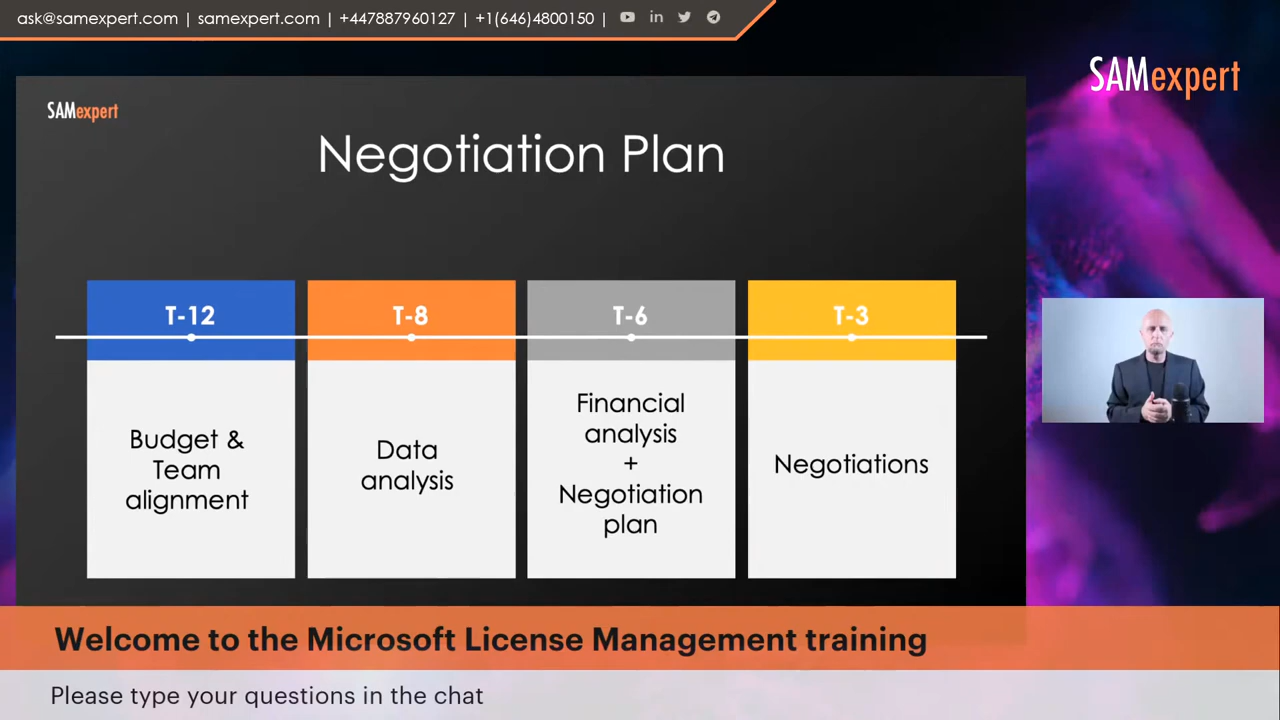 ask@samexpert.com | samexpert.com | +447887960127 | +1(646)4800150 |
SAMexpert
SAMexpert
Negotiation Plan
T-12
Budget &
Team
alignment
T-8
Data
analysis
T-6
Financial
analysis
+
Negotiation
plan
T-3
Negotiations
Welcome to the Microsoft License Management training
Please type your questions in the chat